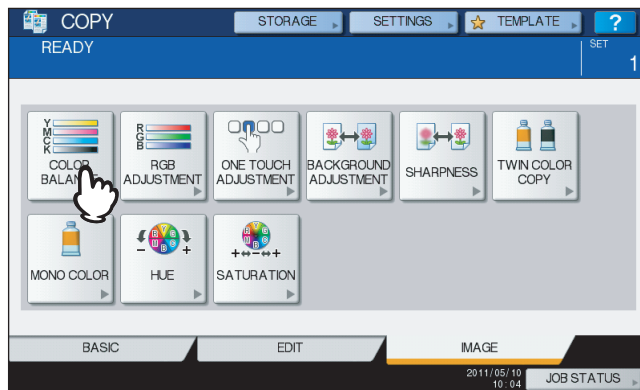 COPY
STORAGE
SETTINGS
TEMPLATE
?
READY
SET
1
Y
M
C
K
COLOR
BALAN
R
G
B
RGB
ADJUSTMENT
ONE TOUCH
ADJUSTMENT
BACKGROUND
ADJUSTMENT
SHARPNESS
TWIN COLOR
COPY
MONO COLOR
HUE
SATURATION
BASIC
EDIT
IMAGE
2011/05/10
10:04
JOB STATUS